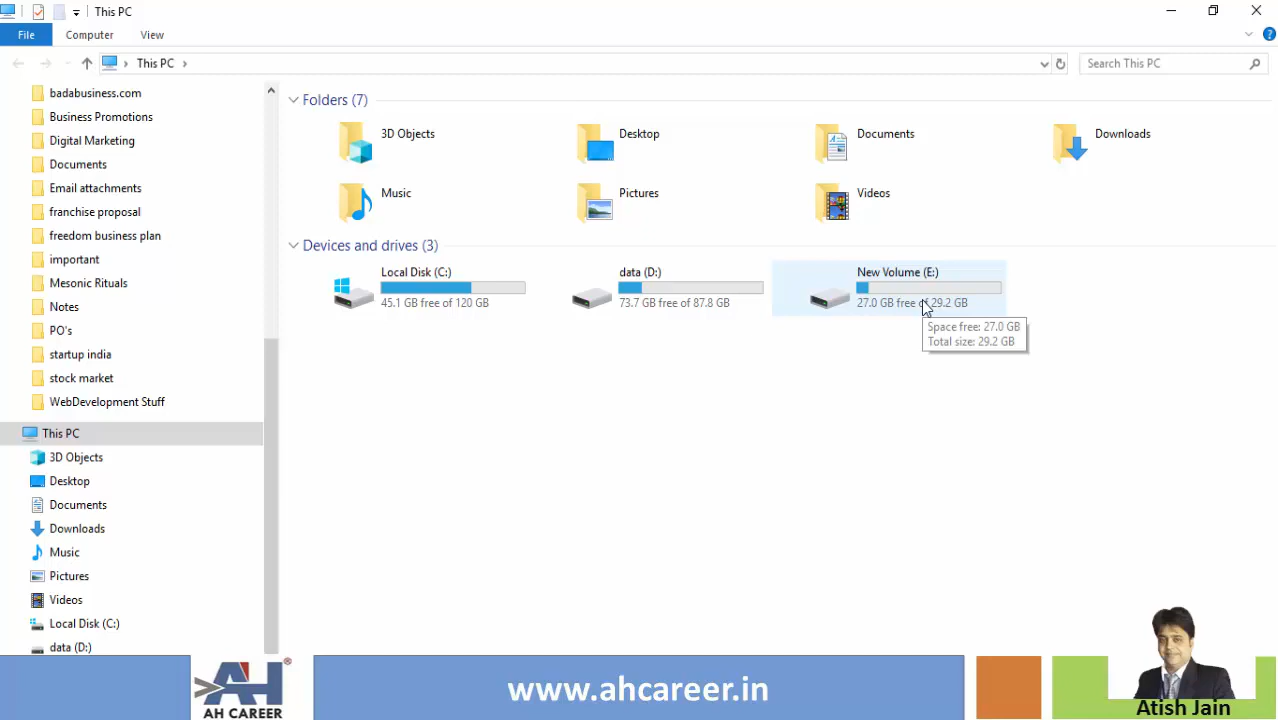 This PC
File
Computer
View
This PC
Search This PC
badabusiness.com
Business Promotions
Digital Marketing
Documents
Email attachments
franchise proposal
freedom business plan
important
Mesonic Rituals
Notes
PO's
startup india
stock market
WebDevelopment Stuff
This PC
3D Objects
Desktop
Documents
Downloads
Music
Pictures
Videos
Local Disk (C:)
data (D:)
Folders (7)
3D Objects
Desktop
Documents
Downloads
Music
Pictures
Videos
Devices and drives (3)
Local Disk (C:)
45.1 GB free of 120 GB
data (D:)
73.7 GB free of 87.8 GB
New Volume (E:)
27.0 GB free of 29.2 GB
Space free: 27.0 GB
Total size: 29.2 GB
AH
AH CAREER
www.ahcareer.in
Atish Jain